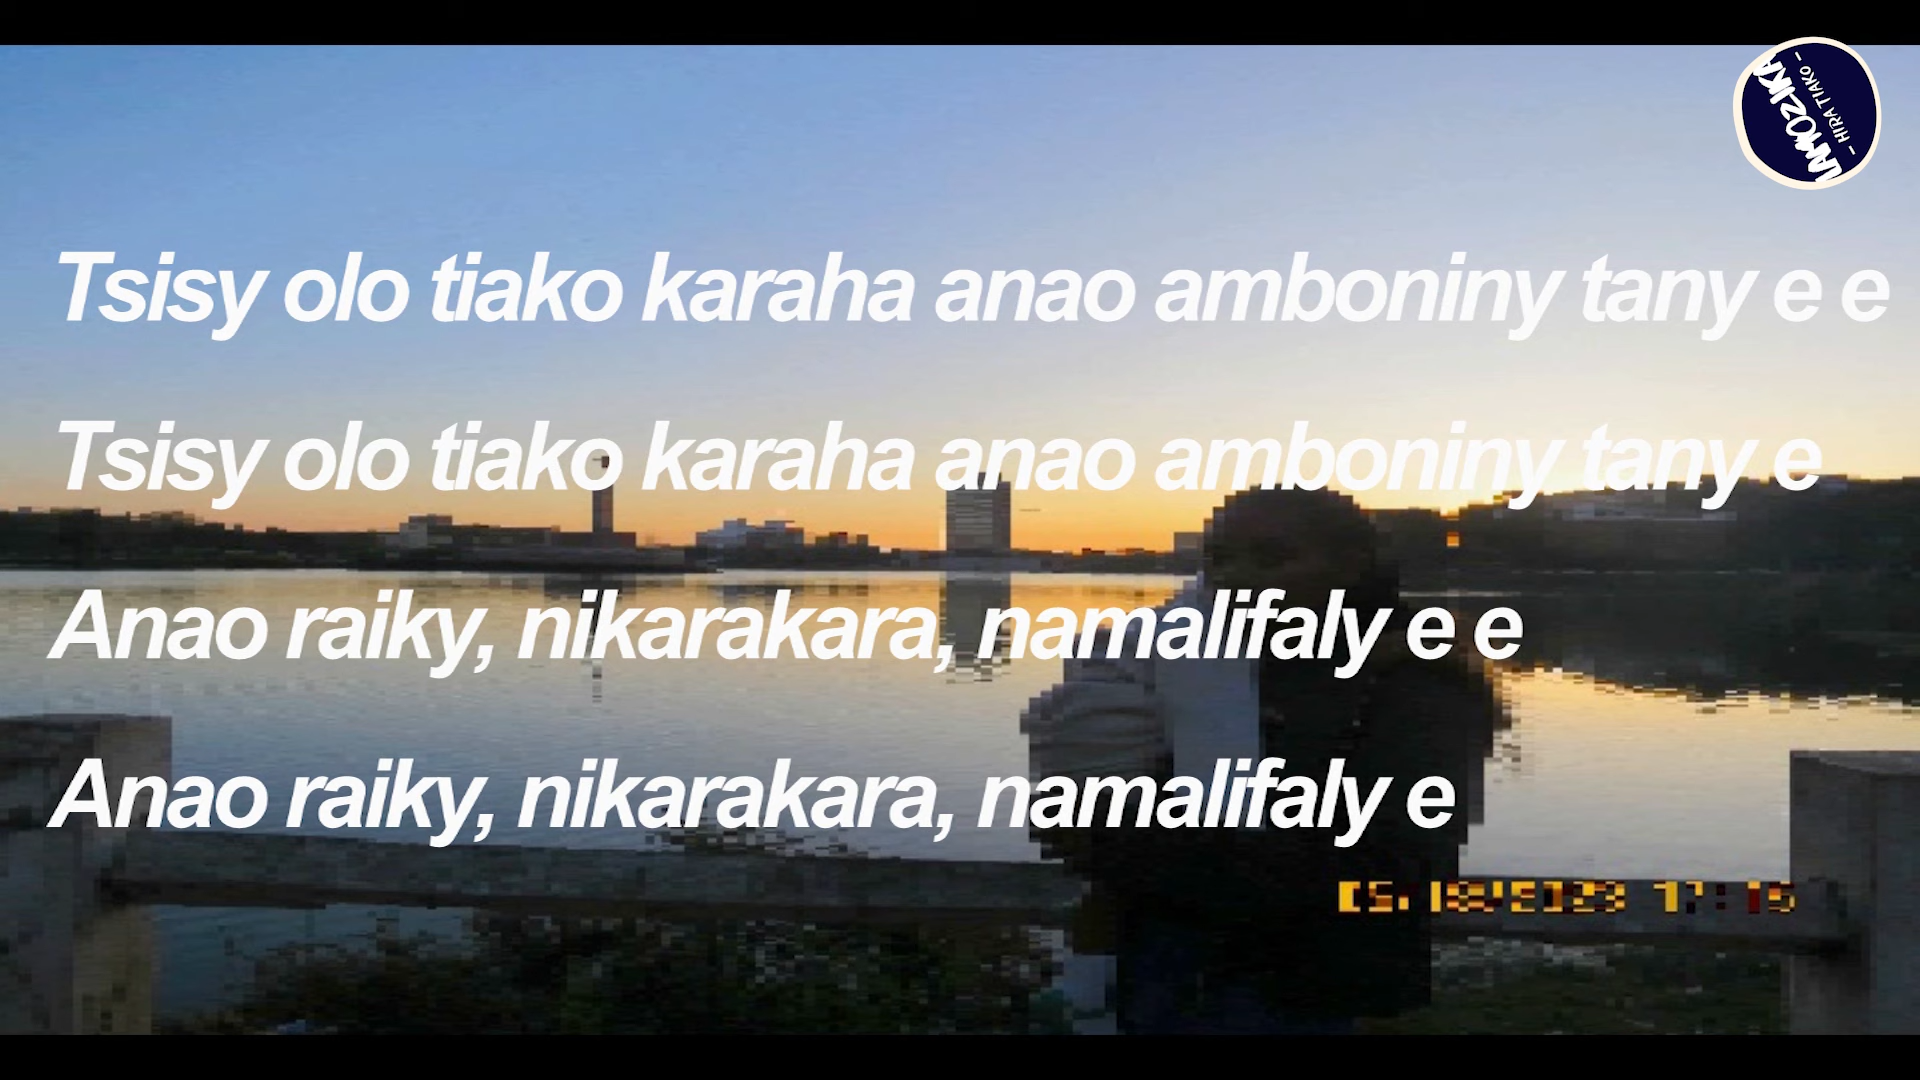 IAMOZIKA
– HIRA TIAKO –
Tsisy olo tiako karaha anao amboniny tany e e
Tsisy olo tiako karaha anao amboniny tany e
Anao raiky, nikarakara, namalifaly e e
Anao raiky, nikarakara, namalifaly e